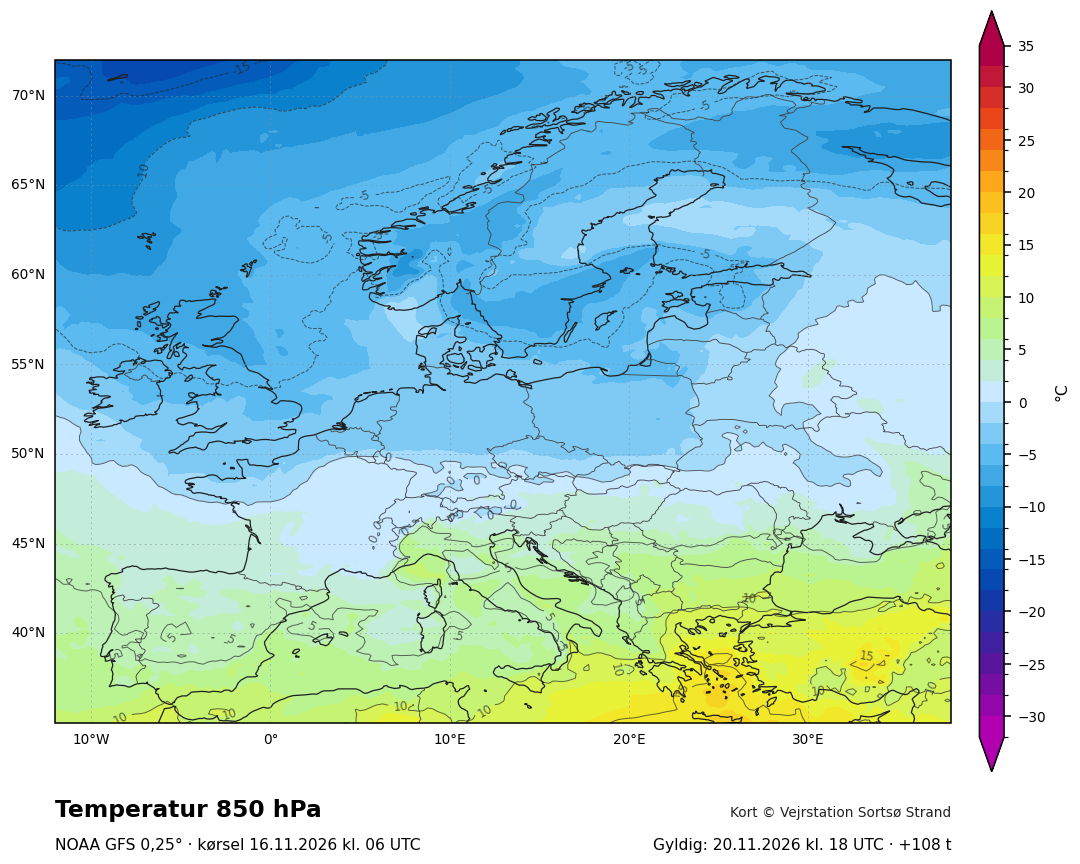 70°N
65°N
60°N
55°N
50°N
45°N
40°N
10°W 0° 10°E 20°E 30°E
35
30
25
20
15
10
5
0
−5
−10
−15
−20
−25
−30
°C
Temperatur 850 hPa
Kort © Vejrstation Sortsø Strand
NOAA GFS 0,25° · kørsel 16.11.2026 kl. 06 UTC
Gyldig: 20.11.2026 kl. 18 UTC · +108 t